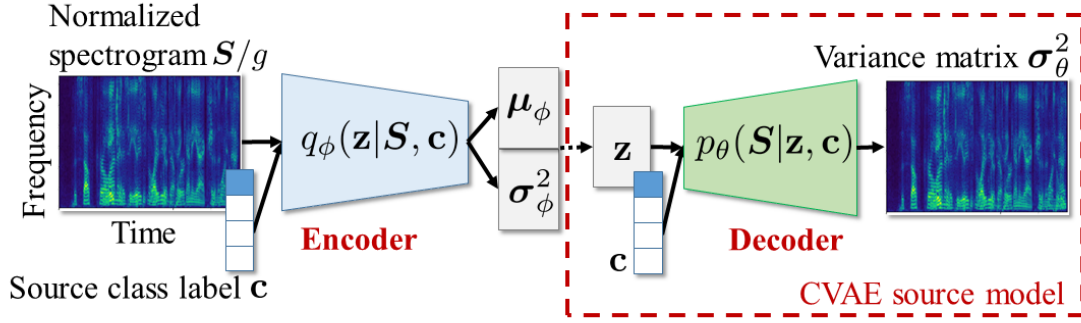 Normalized
spectrogram S/g
Frequency
Time
Source class label c
q_ϕ(z|S, c)
Encoder
μ_ϕ
σ²_ϕ
z
c
p_θ(S|z, c)
Decoder
Variance matrix σ²_θ
CVAE source model